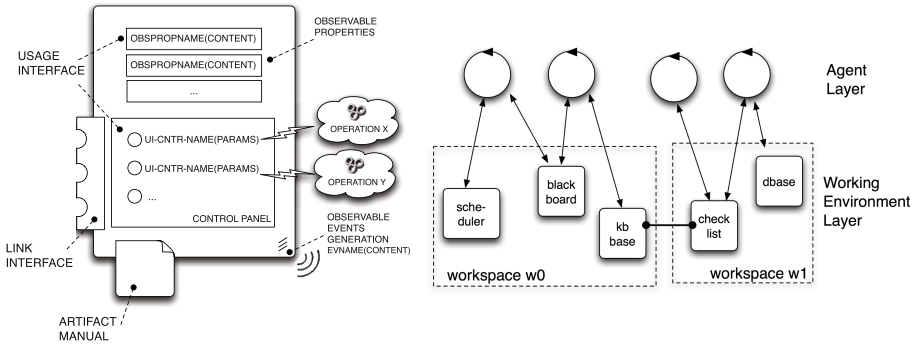 USAGE
INTERFACE
OBSPROPNAME(CONTENT)
OBSPROPNAME(CONTENT)
...
OBSERVABLE
PROPERTIES
UI-CNTR-NAME(PARAMS)
UI-CNTR-NAME(PARAMS)
...
CONTROL PANEL
OPERATION X
OPERATION Y
LINK
INTERFACE
OBSERVABLE
EVENTS
GENERATION
EVNAME(CONTENT)
ARTIFACT
MANUAL
Agent
Layer
sche-
duler
black
board
kb
base
workspace w0
check
list
dbase
workspace w1
Working
Environment
Layer